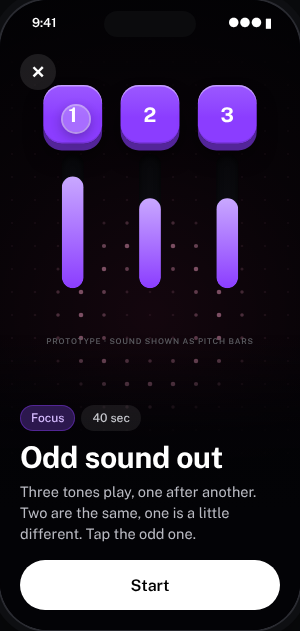 9:41
1
2
3
PROTOTYPE · SOUND SHOWN AS PITCH BARS
Focus
40 sec
Odd sound out
Three tones play, one after another.
Two are the same, one is a little
different. Tap the odd one.
Start